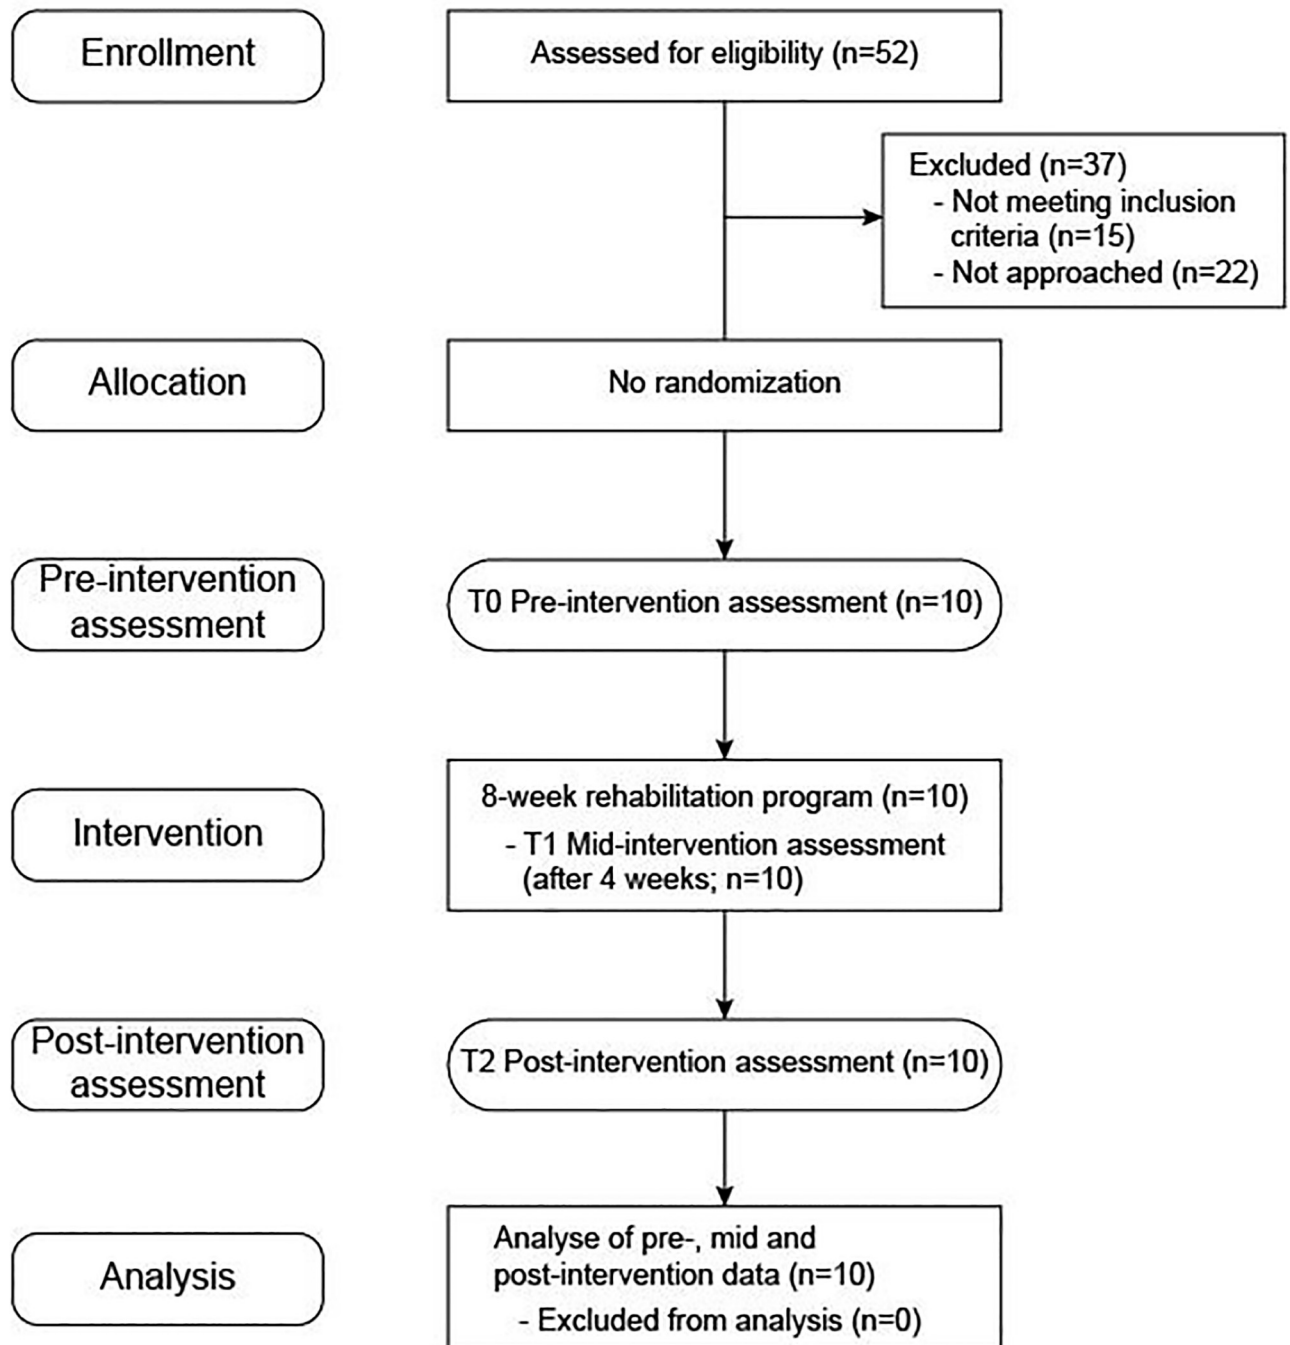 Enrollment
Assessed for eligibility (n=52)
Excluded (n=37)
- Not meeting inclusion
criteria (n=15)
- Not approached (n=22)
Allocation
No randomization
Pre-intervention
assessment
T0 Pre-intervention assessment (n=10)
Intervention
8-week rehabilitation program (n=10)
- T1 Mid-intervention assessment
(after 4 weeks; n=10)
Post-intervention
assessment
T2 Post-intervention assessment (n=10)
Analysis
Analyse of pre-, mid and
post-intervention data (n=10)
- Excluded from analysis (n=0)